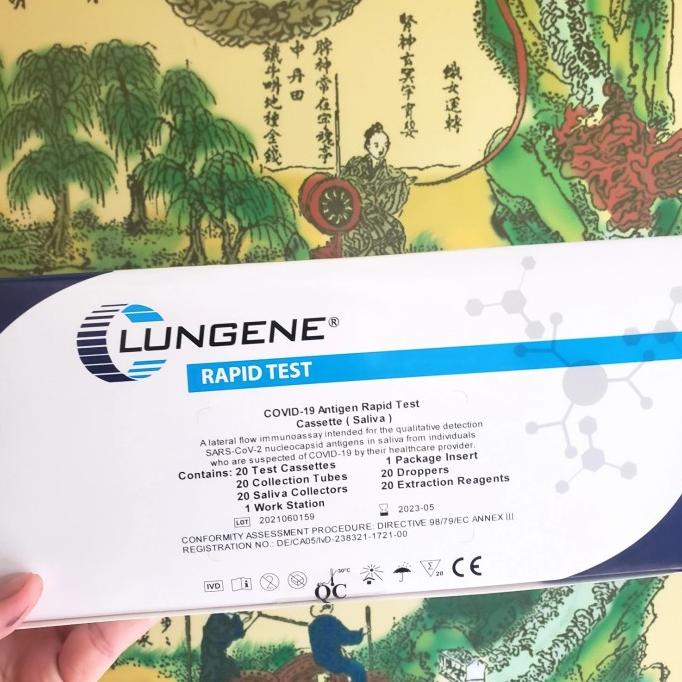 織女運轉
腎神玄冥字育嬰
脾神常在字魂亭
中丹田
鐵牛耕地種金錢
LUNGENE®
RAPID TEST
COVID-19 Antigen Rapid Test
Cassette ( Saliva )
A lateral flow immunoassay intended for the qualitative detection
SARS-CoV-2 nucleocapsid antigens in saliva from individuals
who are suspected of COVID-19 by their healthcare provider.
Contains: 20 Test Cassettes 1 Package Insert
20 Collection Tubes 20 Droppers
20 Saliva Collectors 20 Extraction Reagents
1 Work Station
LOT 2021060159 2023-05
CONFORMITY ASSESSMENT PROCEDURE: DIRECTIVE 98/79/EC ANNEX III
REGISTRATION NO.: DE/CA05/IvD-238321-1721-00
IVD 30°C Σ 20 CE
QC